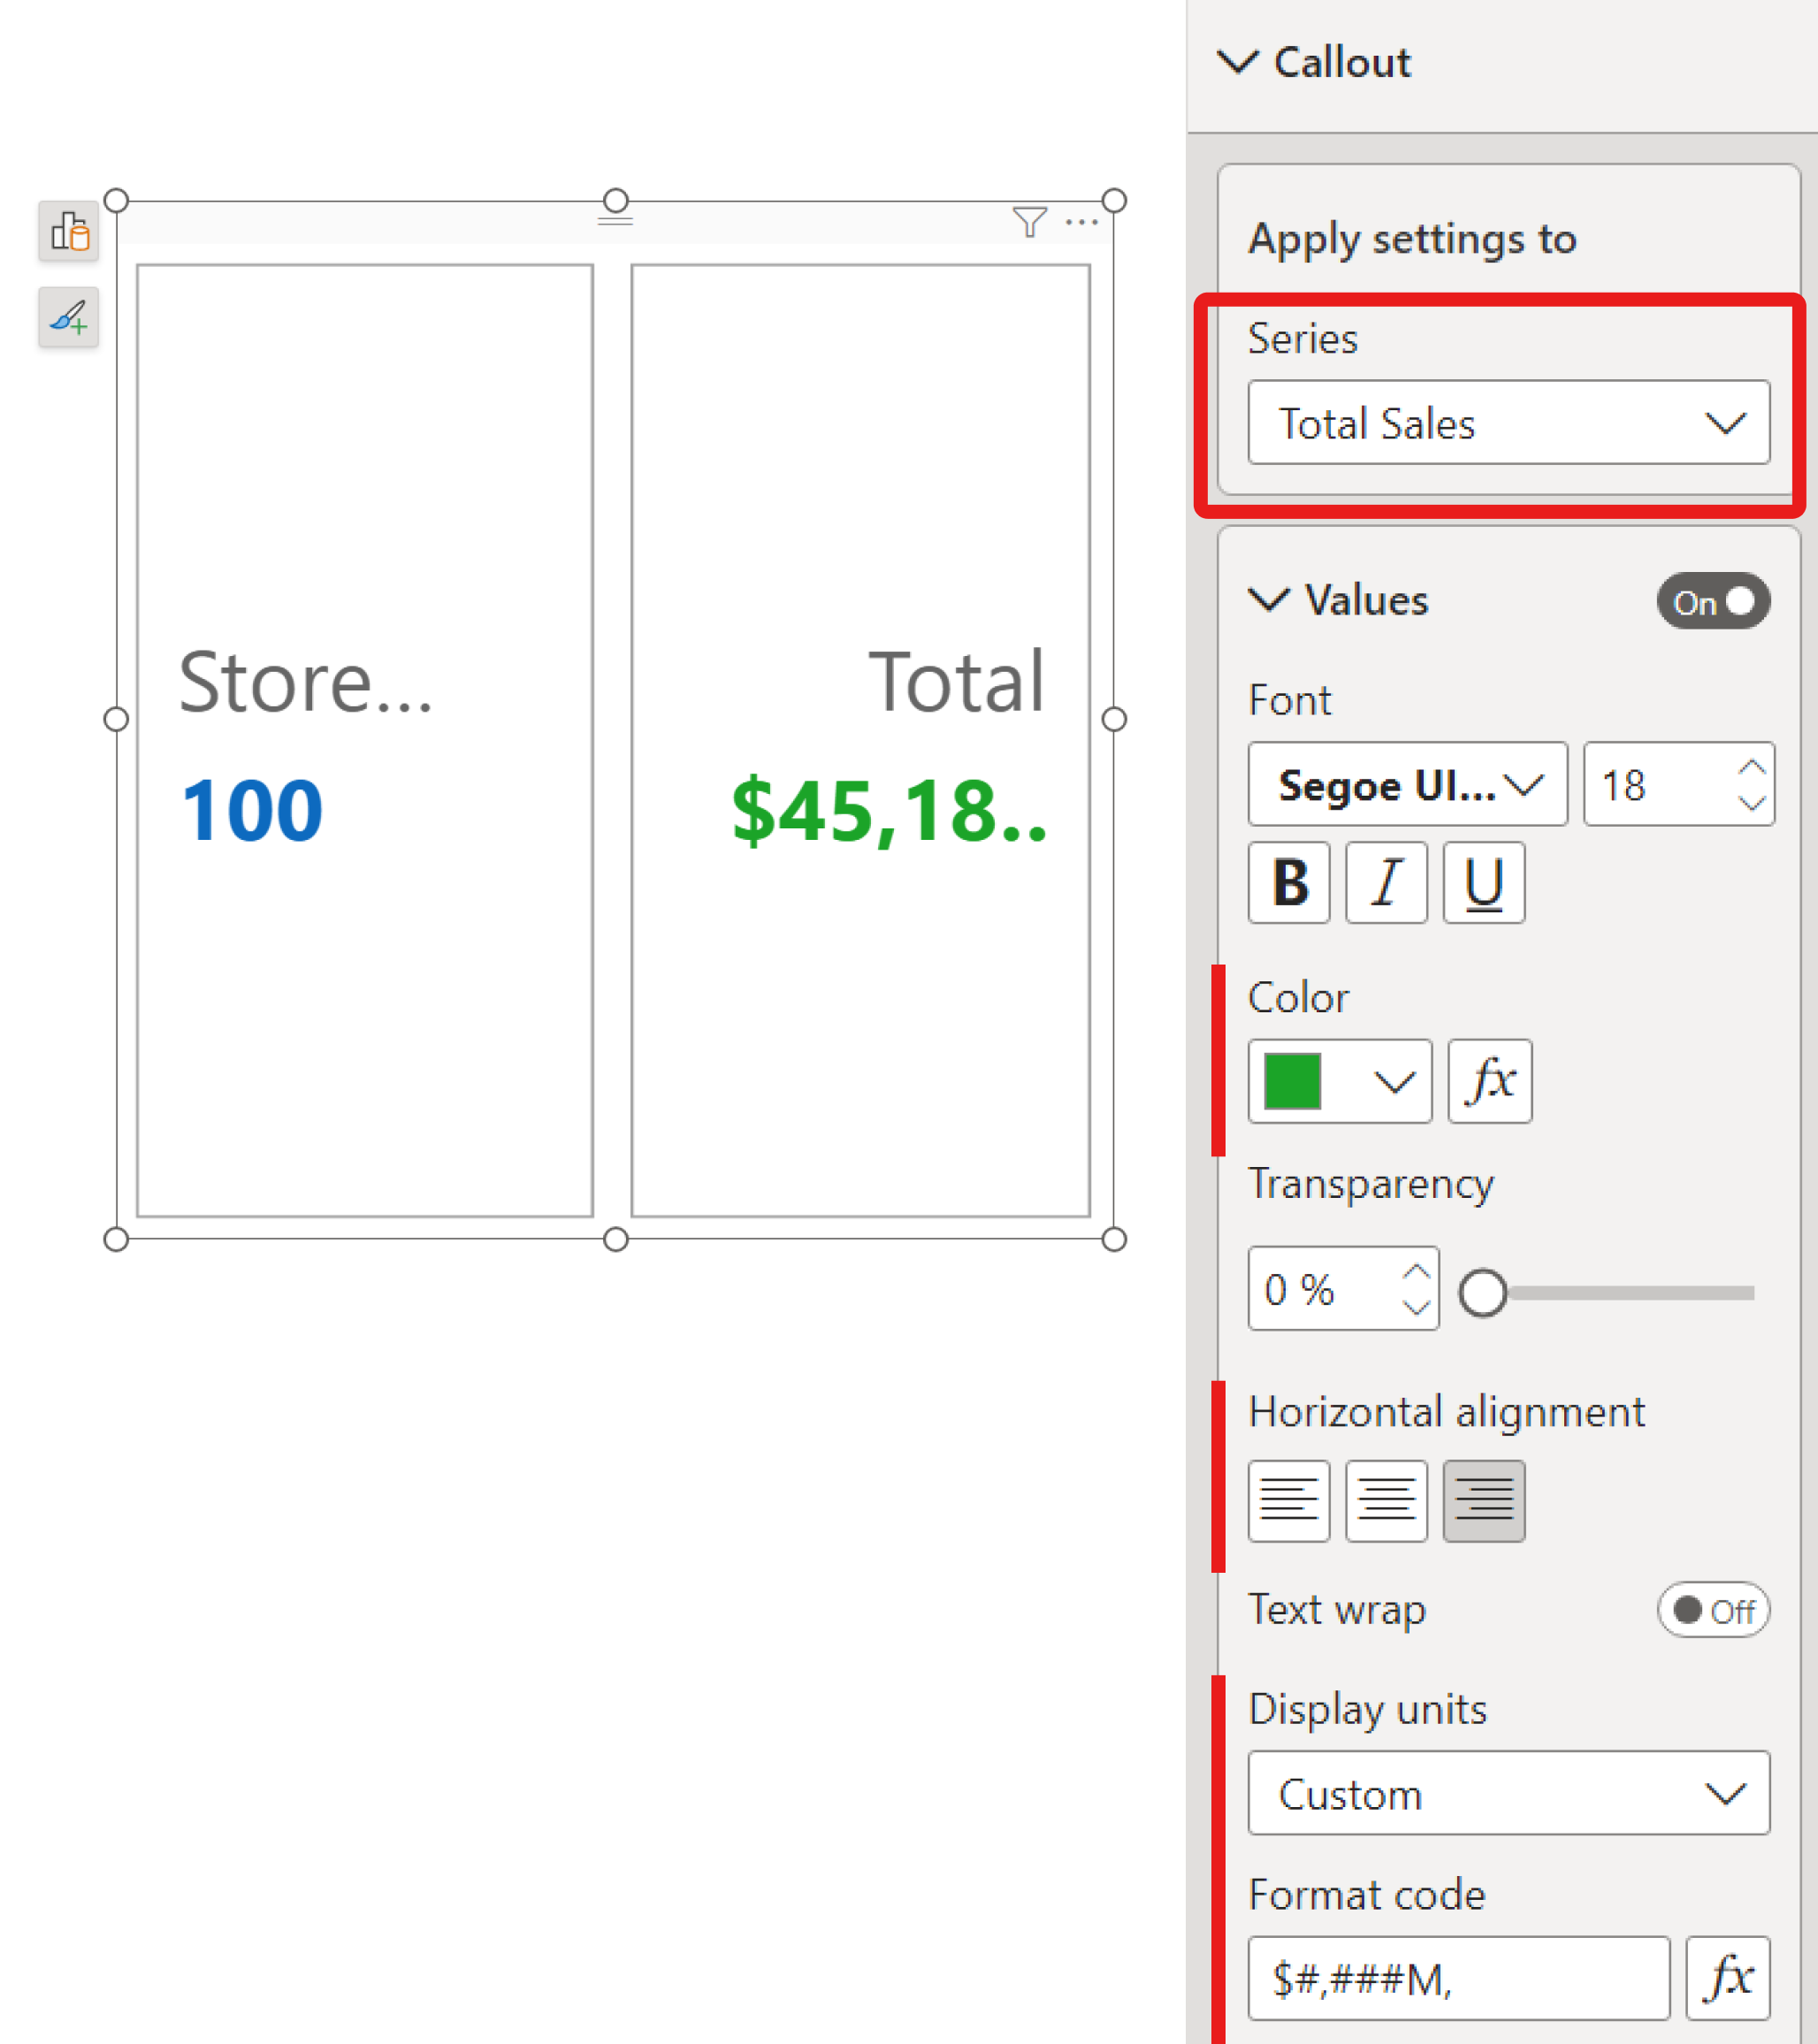 Callout
Apply settings to
Series
Total Sales
Values
On
Font
Segoe UI...
18
B
I
U
Color
fx
Transparency
0 %
Horizontal alignment
Text wrap
Off
Display units
Custom
Format code
$#,###M,
fx
Store...
100
Total
$45,18..